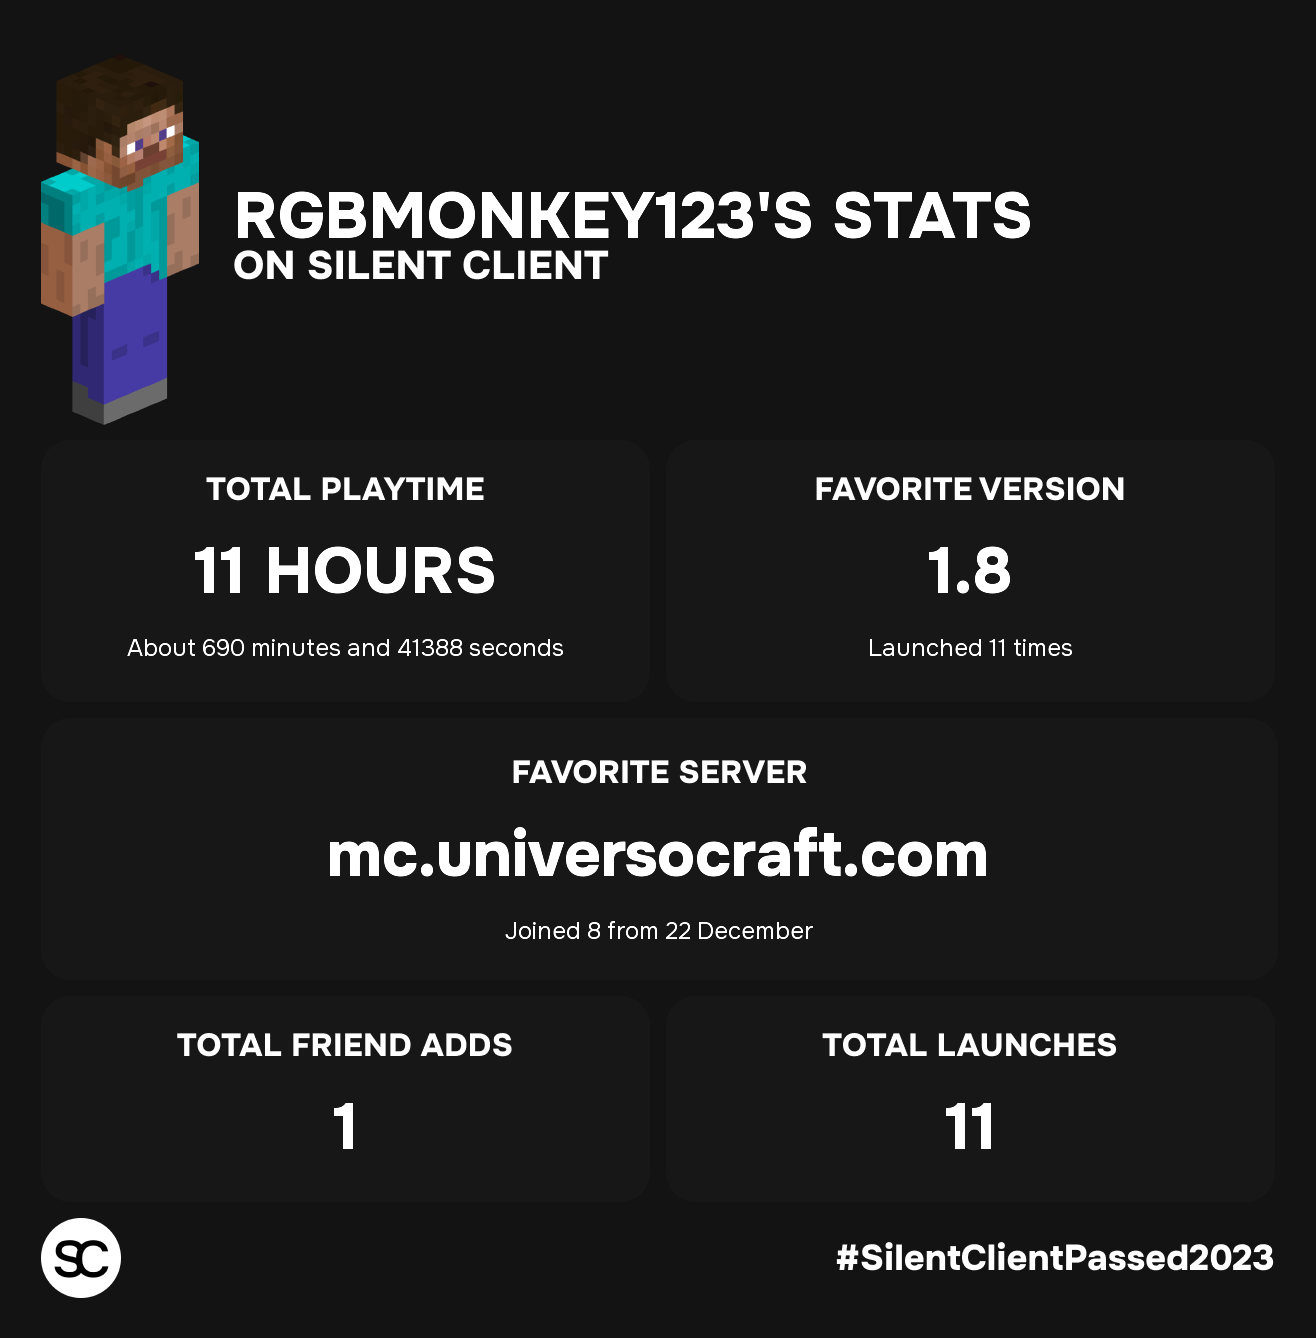 RGBMONKEY123'S STATS
ON SILENT CLIENT
TOTAL PLAYTIME
11 HOURS
About 690 minutes and 41388 seconds
FAVORITE VERSION
1.8
Launched 11 times
FAVORITE SERVER
mc.universocraft.com
Joined 8 from 22 December
TOTAL FRIEND ADDS
1
TOTAL LAUNCHES
11
SC
#SilentClientPassed2023